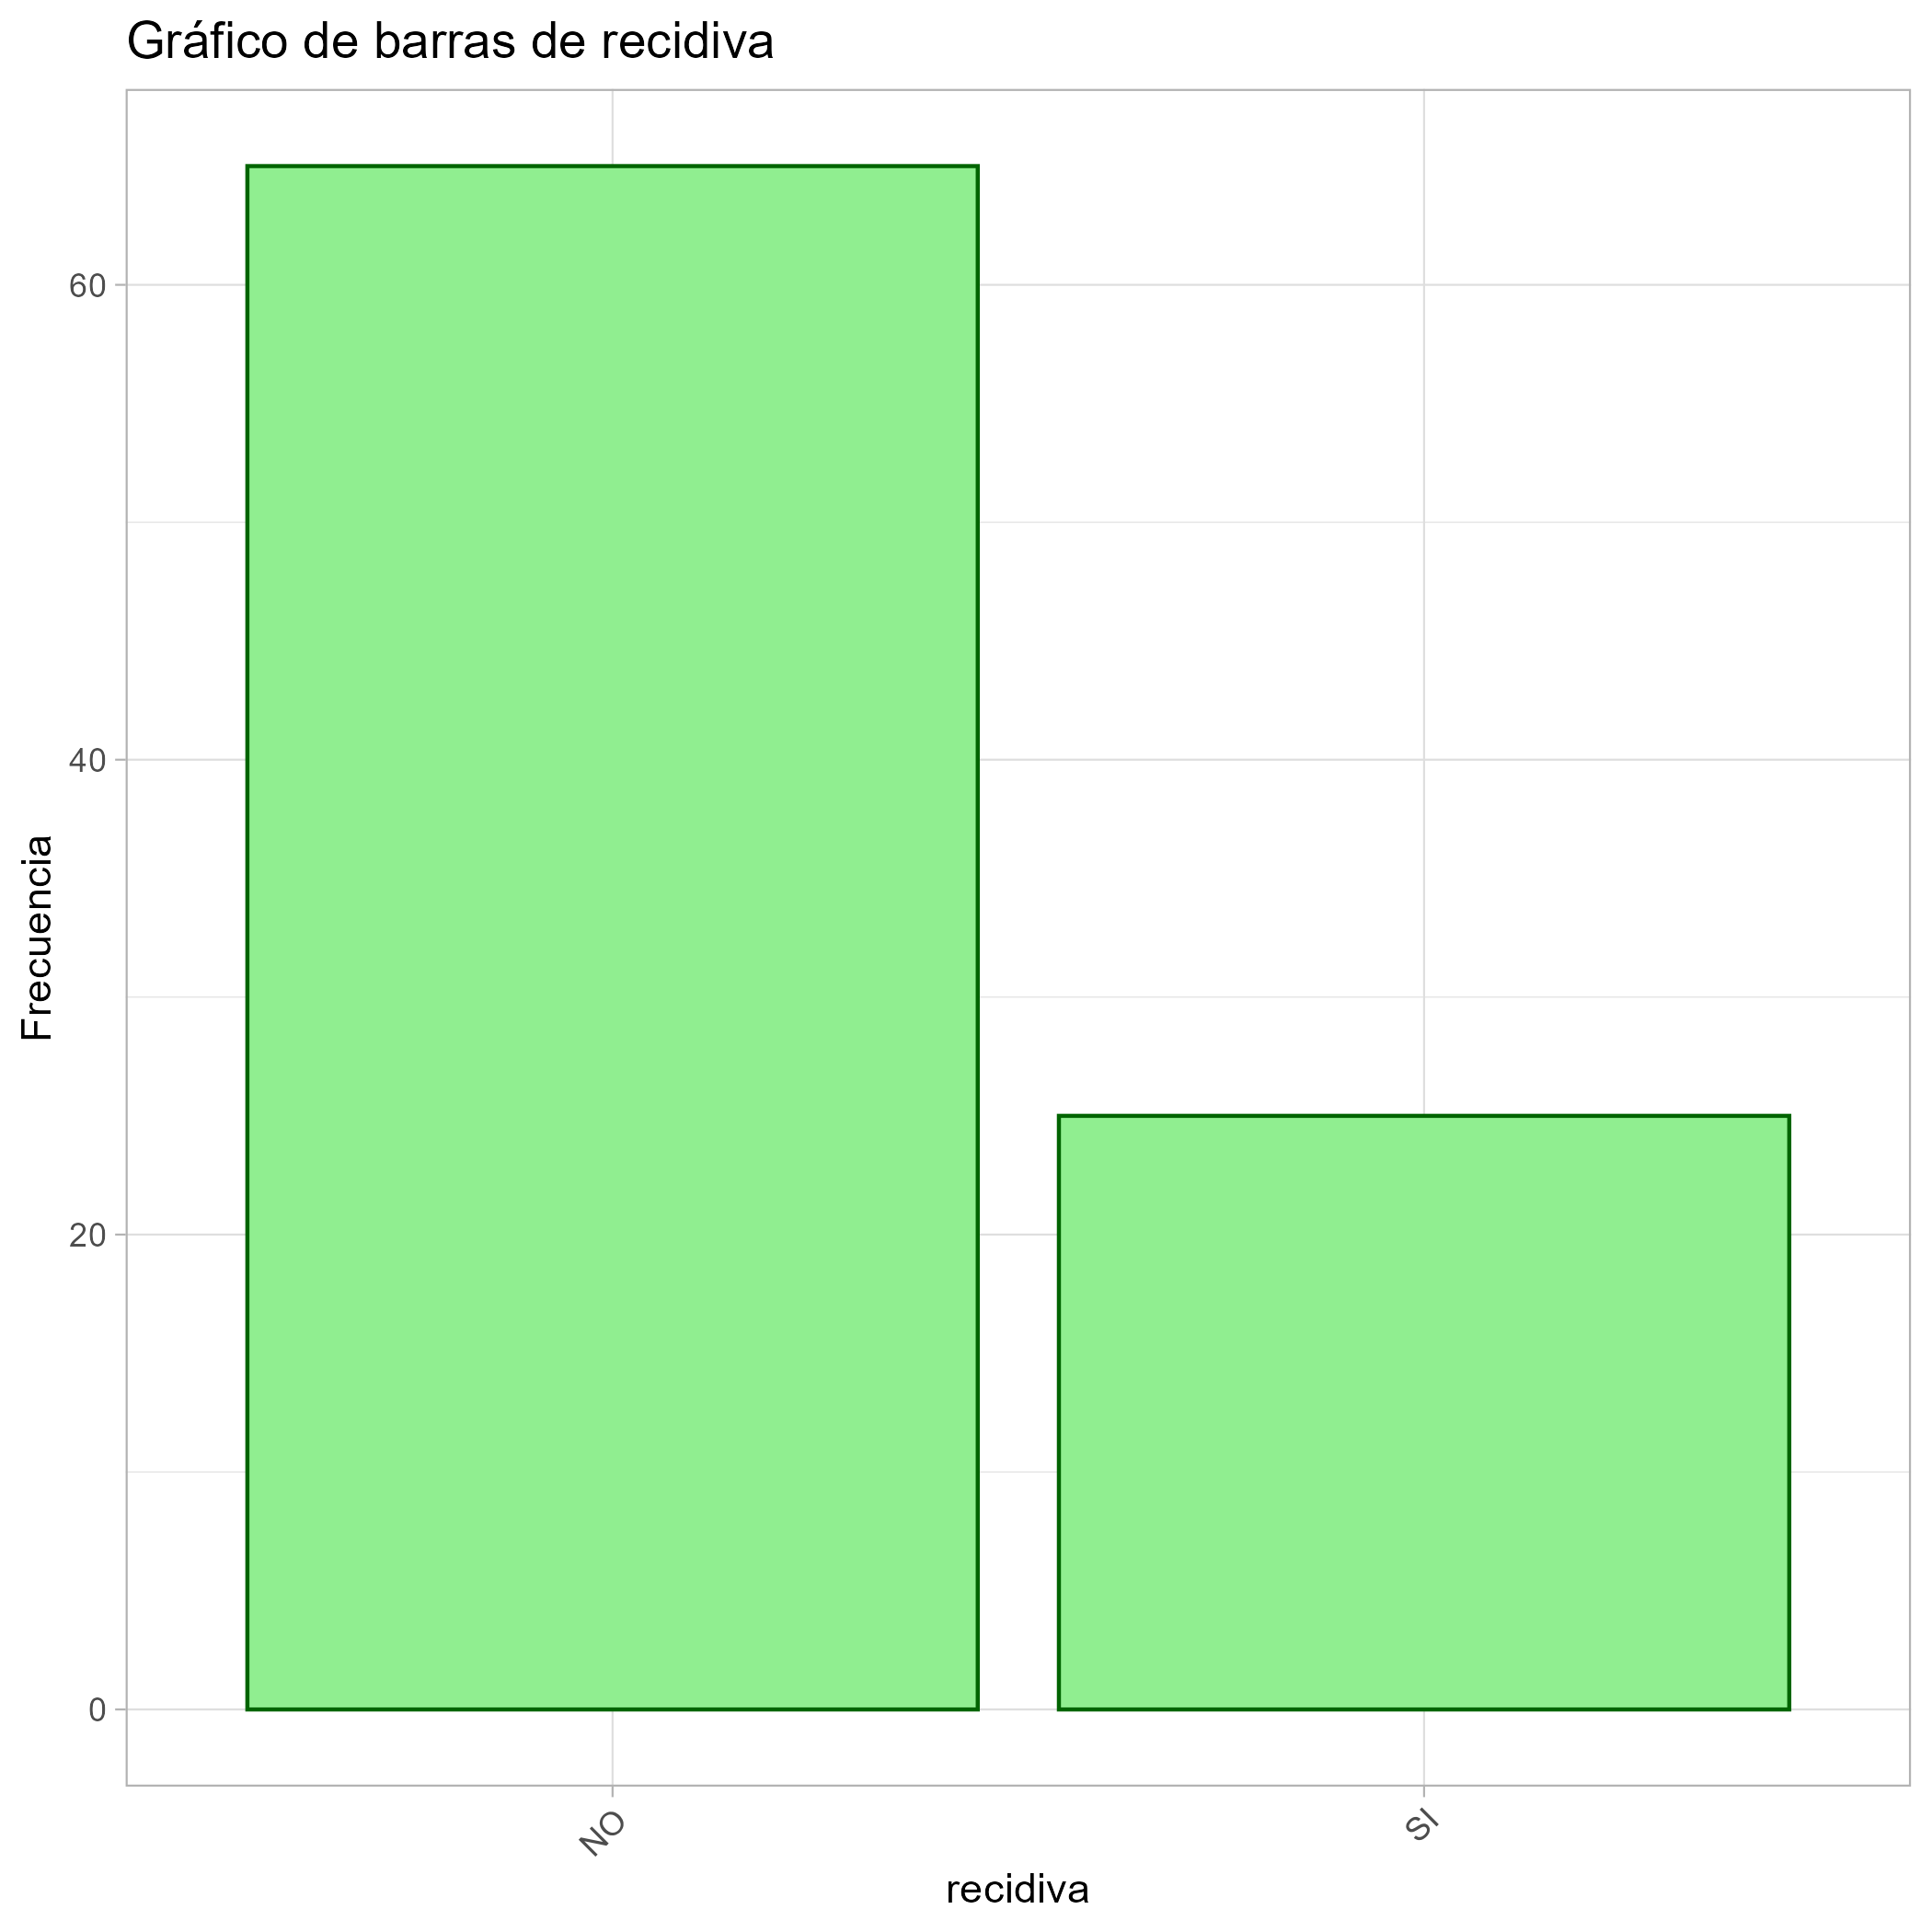 Gráfico de barras de recidiva
Frecuencia
60
40
20
0
NO
SI
recidiva